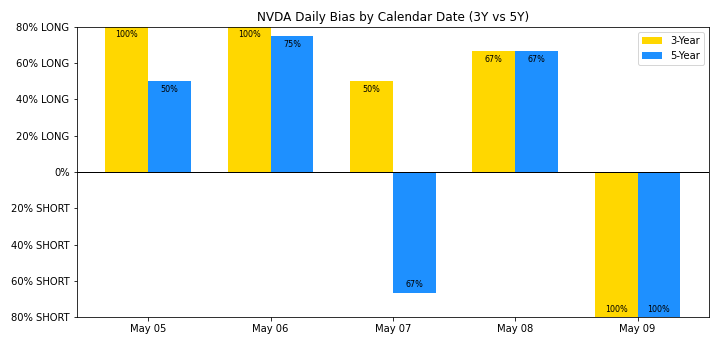 NVDA Daily Bias by Calendar Date (3Y vs 5Y)
80% LONG
60% LONG
40% LONG
20% LONG
0%
20% SHORT
40% SHORT
60% SHORT
80% SHORT
100%
50%
100%
75%
50%
67%
67%
67%
100%
100%
3-Year
5-Year
May 05
May 06
May 07
May 08
May 09